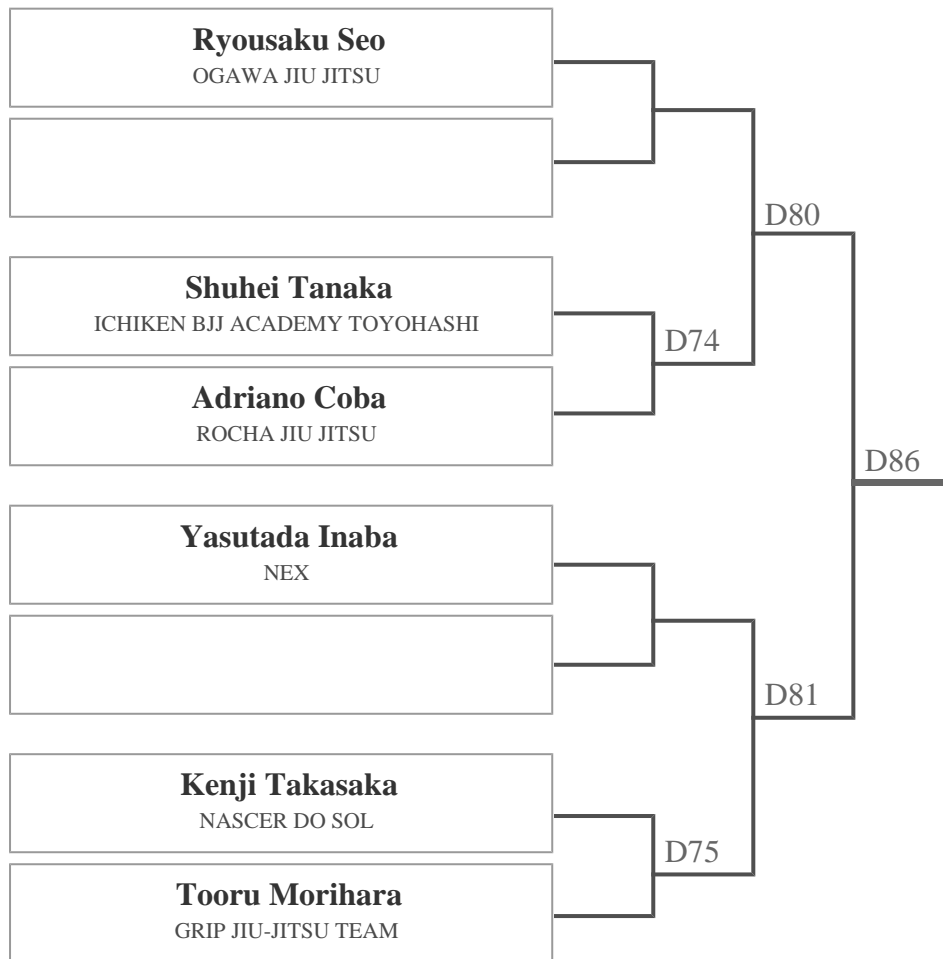 Ryousaku Seo
OGAWA JIU JITSU
D80
Shuhei Tanaka
ICHIKEN BJJ ACADEMY TOYOHASHI
D74
Adriano Coba
ROCHA JIU JITSU
D86
Yasutada Inaba
NEX
D81
Kenji Takasaka
NASCER DO SOL
D75
Tooru Morihara
GRIP JIU-JITSU TEAM